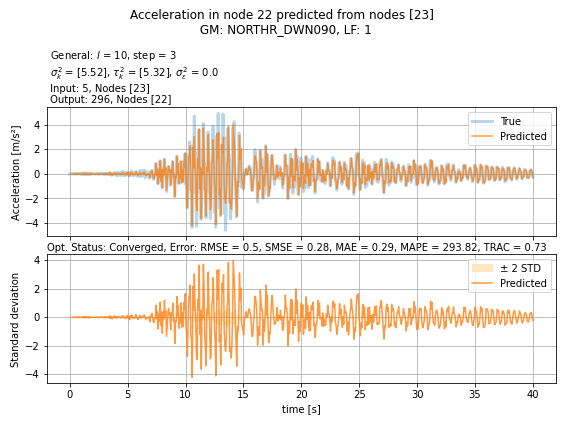 Acceleration in node 22 predicted from nodes [23]
GM: NORTHR_DWN090, LF: 1
General: l = 10, step = 3
σ²ₖ = [5.52], τ²ₖ = [5.32], σ²ε = 0.0
Input: 5, Nodes [23]
Output: 296, Nodes [22]
Acceleration [m/s²]
4
2
0
−2
−4
True
Predicted
Opt. Status: Converged, Error: RMSE = 0.5, SMSE = 0.28, MAE = 0.29, MAPE = 293.82, TRAC = 0.73
Standard deviation
4
2
0
−2
−4
± 2 STD
Predicted
0 5 10 15 20 25 30 35 40
time [s]